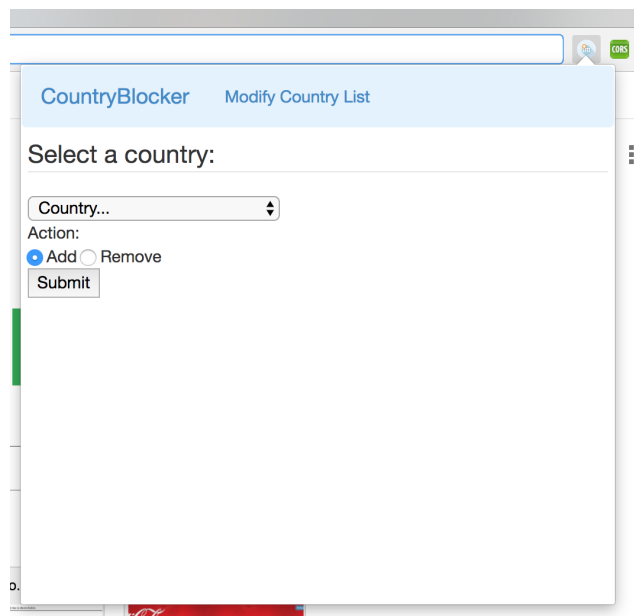 CORS
CountryBlocker Modify Country List
Select a country:
Country...
Action:
Add Remove
Submit
o.